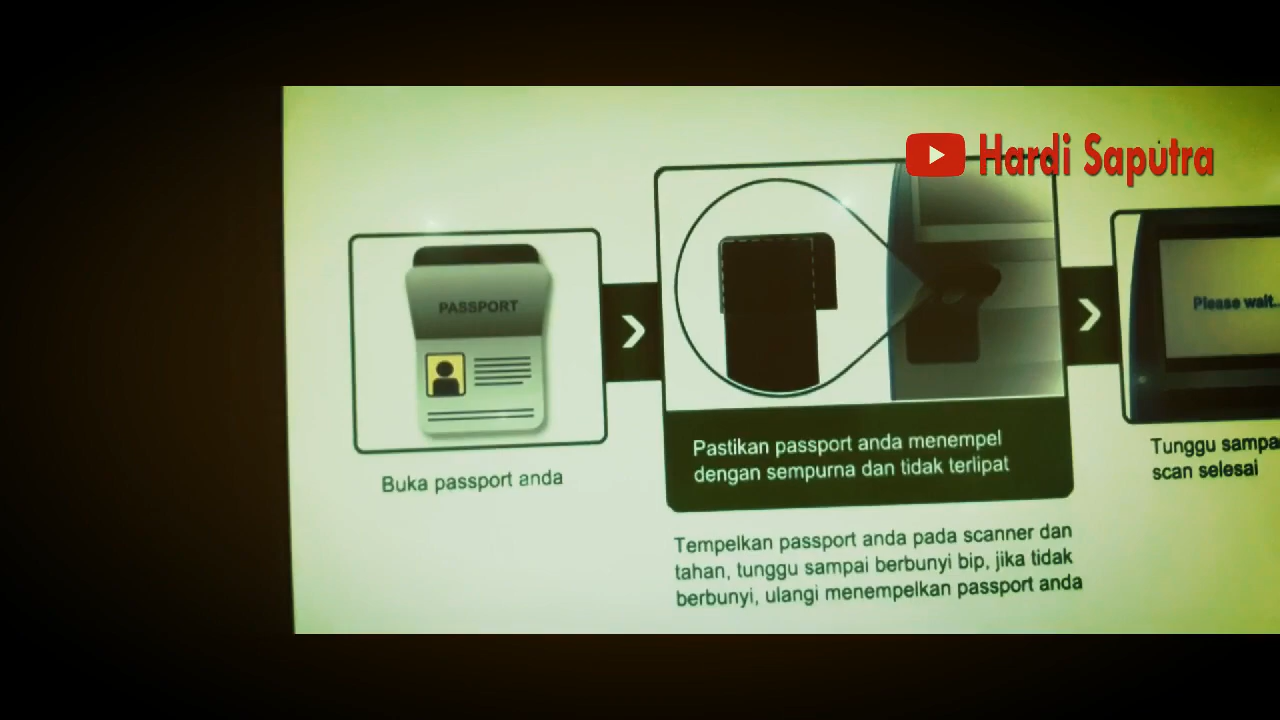 Hardi Saputra
PASSPORT
Please wait..
Buka passport anda
Pastikan passport anda menempel
dengan sempurna dan tidak terlipat
Tempelkan passport anda pada scanner dan
tahan, tunggu sampai berbunyi bip, jika tidak
berbunyi, ulangi menempelkan passport anda
Tunggu sampa
scan selesai